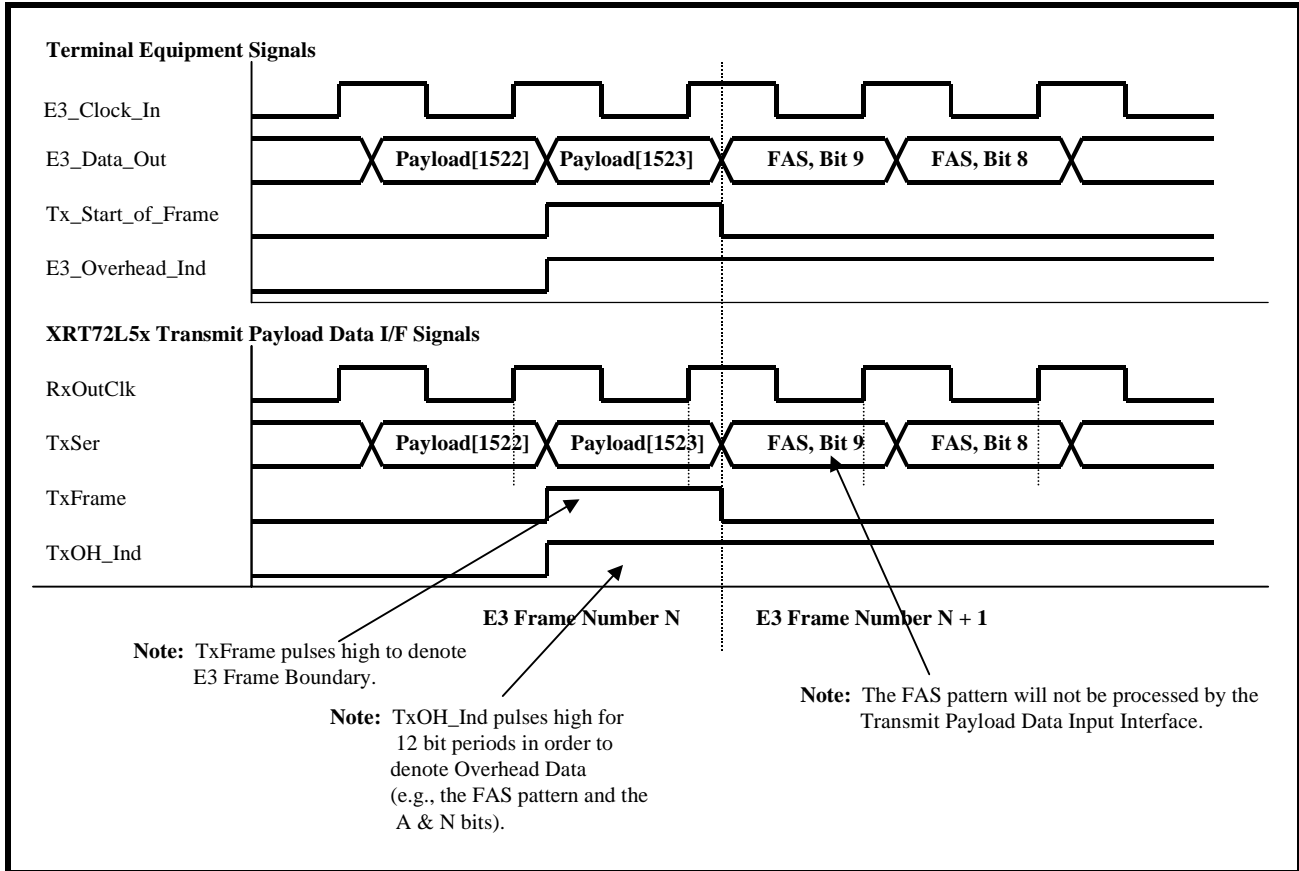 Terminal Equipment Signals
E3_Clock_In
E3_Data_Out
Payload[1522] Payload[1523] FAS, Bit 9 FAS, Bit 8
Tx_Start_of_Frame
E3_Overhead_Ind
XRT72L5x Transmit Payload Data I/F Signals
RxOutClk
TxSer
Payload[1522] Payload[1523] FAS, Bit 9 FAS, Bit 8
TxFrame
TxOH_Ind
E3 Frame Number N E3 Frame Number N + 1
Note: TxFrame pulses high to denote
E3 Frame Boundary.
Note: TxOH_Ind pulses high for
12 bit periods in order to
denote Overhead Data
(e.g., the FAS pattern and the
A & N bits).
Note: The FAS pattern will not be processed by the
Transmit Payload Data Input Interface.